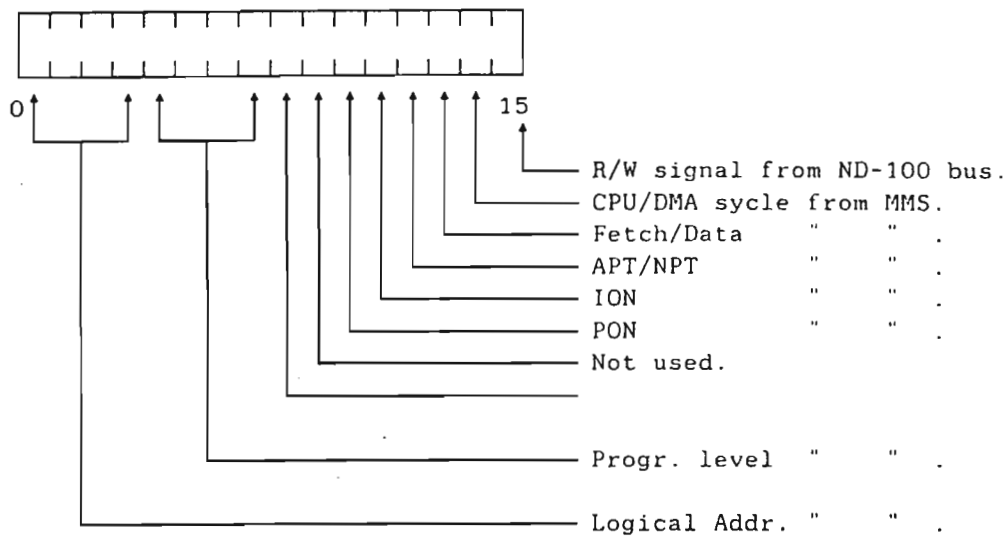 0 15
R/W signal from ND-100 bus.
CPU/DMA sycle from MMS.
Fetch/Data " " .
APT/NPT " " .
ION " " .
PON " " .
Not used.
Progr. level " " .
Logical Addr. " " .